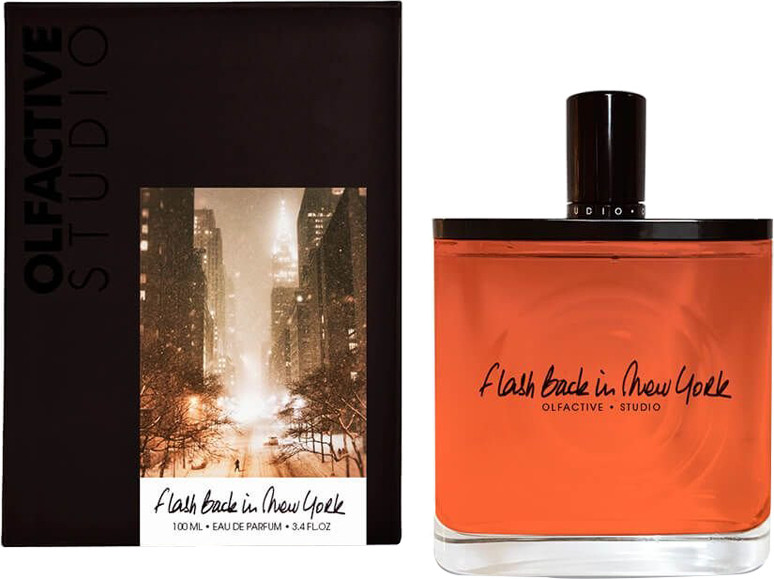 OLFACTIVE
STUDIO
Flash Back in New York
100 ML • EAU DE PARFUM • 3.4 FL.OZ
UDIO •
Flash Back in New York
OLFACTIVE • STUDIO